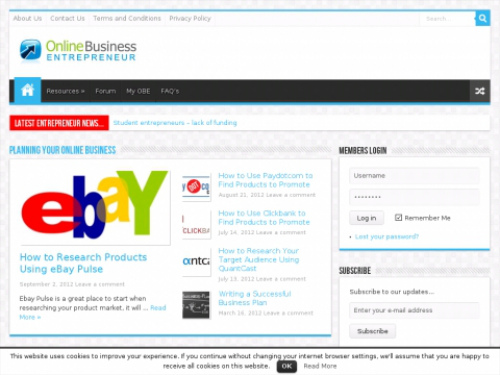 About Us Contact Us Terms and Conditions Privacy Policy Search...
OnlineBusiness
ENTREPRENEUR
Resources » Forum My OBE FAQ's
LATEST ENTREPRENEUR NEWS... Student entrepreneurs – lack of funding
PLANNING YOUR ONLINE BUSINESS
ebay
How to Research Products
Using eBay Pulse
September 2, 2012 Leave a comment
Ebay Pulse is a great place to start when
researching your product market, it will ... Read
More »
How to Use Paydotcom to
Find Products to Promote
August 21, 2012 Leave a comment
CLICKBAN
How to Use Clickbank to
Find Products to Promote
July 14, 2012 Leave a comment
antca
How to Research Your
Target Audience Using
QuantCast
July 13, 2012 Leave a comment
Writing a Successful
Business Plan
March 16, 2012 Leave a comment
MEMBERS LOGIN
Username
••••••••
Log in Remember Me
Lost your password?
SUBSCRIBE
Subscribe to our updates...
Enter your e-mail address
Subscribe
This website uses cookies to improve your experience. If you continue without changing your internet browser settings, we'll assume that you are happy to
receive all cookies on this website. OK Read More